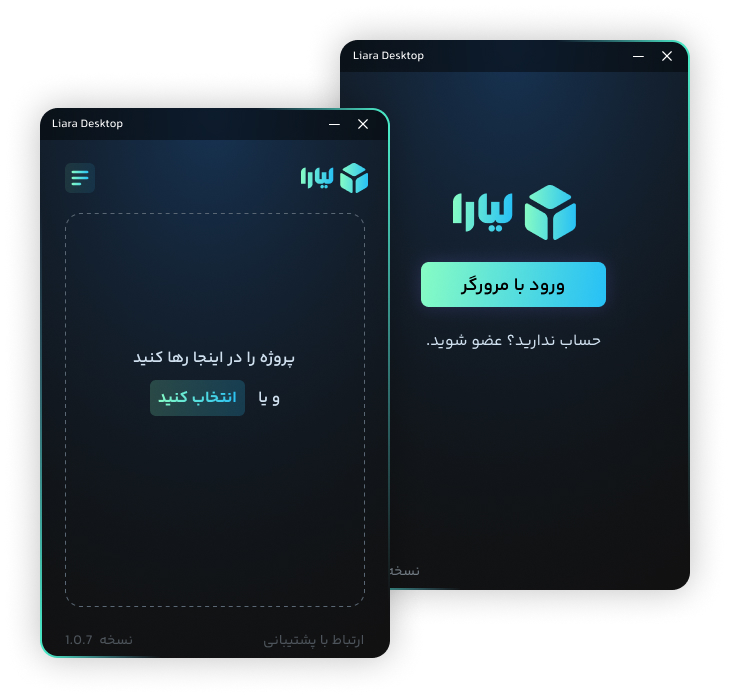 Liara Desktop
لیارا
ورود با مرورگر
حساب ندارید؟ عضو شوید.
نسخه
Liara Desktop
لیارا
پروژه را در اینجا رها کنید
و یا انتخاب کنید
ارتباط با پشتیبانی
نسخه 1.0.7